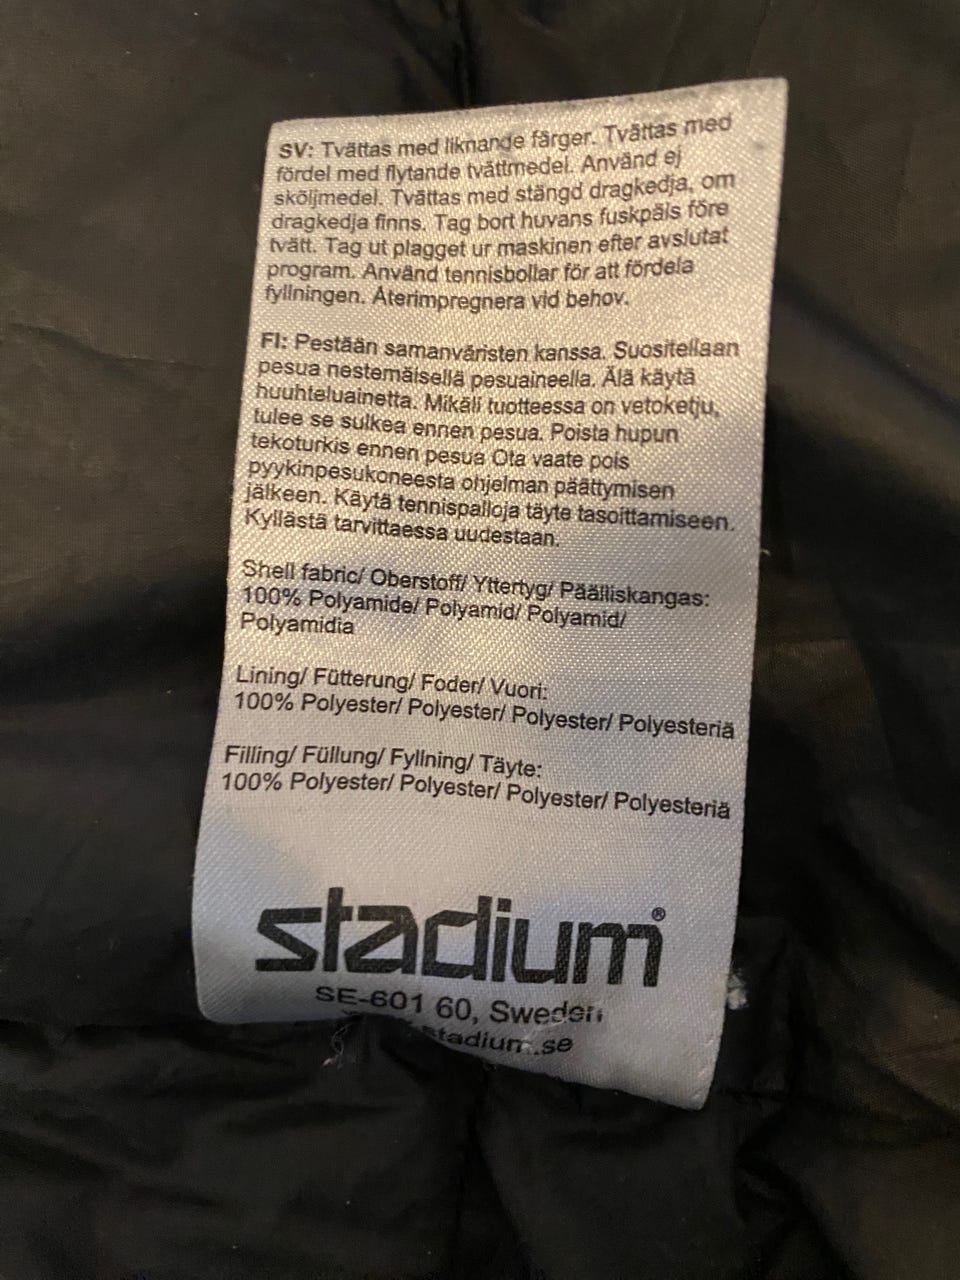 SV: Tvättas med liknande färger. Tvättas med
fördel med flytande tvättmedel. Använd ej
sköljmedel. Tvättas med stängd dragkedja, om
dragkedja finns. Tag bort huvans fuskpäls före
tvätt. Tag ut plagget ur maskinen efter avslutat
program. Använd tennisbollar för att fördela
fyllningen. Återimpregnera vid behov.
FI: Pestään samanväristen kanssa. Suositellaan
pesua nestemäisellä pesuaineella. Älä käytä
huuhteluainetta. Mikäli tuotteessa on vetoketju,
tulee se sulkea ennen pesua. Poista hupun
tekoturkis ennen pesua Ota vaate pois
pyykinpesukoneesta ohjelman päättymisen
jälkeen. Käytä tennispalloja täyte tasoittamiseen.
Kyllästä tarvittaessa uudestaan.
Shell fabric/ Oberstoff/ Yttertyg/ Päälliskangas:
100% Polyamide/ Polyamid/ Polyamid/
Polyamidia
Lining/ Fütterung/ Foder/ Vuori:
100% Polyester/ Polyester/ Polyester/ Polyesteriä
Filling/ Füllung/ Fyllning/ Täyte:
100% Polyester/ Polyester/ Polyester/ Polyesteriä
stadium®
SE-601 60, Sweden
stadium.se